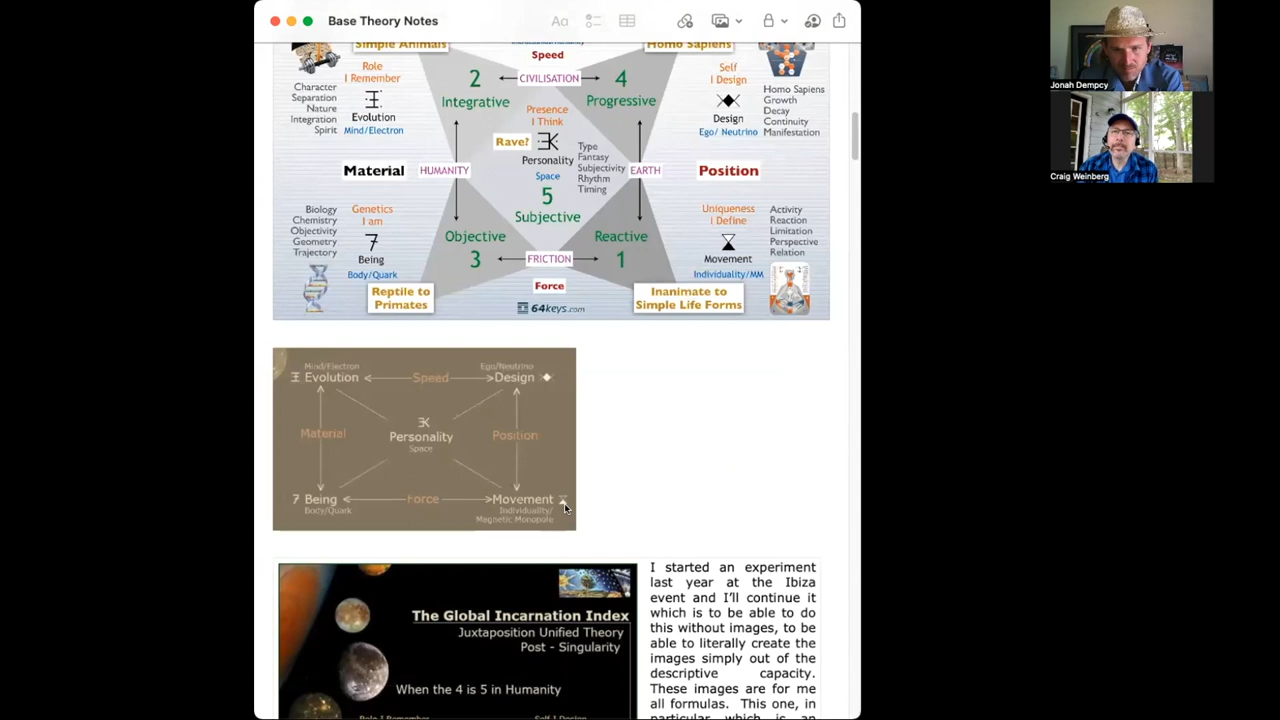 Base Theory Notes
Aa
Jonah Dempcy
Craig Weinberg
Simple Animals
Speed
Homo Sapiens
Role
I Remember
2
Integrative
CIVILISATION
4
Progressive
Self
I Design
Character
Separation
Nature
Integration
Spirit
Evolution
Mind/Electron
Presence
I Think
Rave?
Personality
Space
Type
Fantasy
Subjectivity
Rhythm
Timing
Design
Ego/ Neutrino
Homo Sapiens
Growth
Decay
Continuity
Manifestation
Material
HUMANITY
EARTH
Position
5
Subjective
Biology
Chemistry
Objectivity
Geometry
Trajectory
Genetics
I am
7
Being
Body/Quark
Objective
3
FRICTION
Reactive
1
Uniqueness
i Define
Movement
Individuality/MM
Activity
Reaction
Limitation
Perspective
Relation
Reptile to
Primates
Force
64keys.com
Inanimate to
Simple Life Forms
Mind/Electron
Evolution
Speed
Ego/Neutrino
Design
Material
Personality
Space
Position
7 Being
Body/Quark
Force
Movement
Individuality/
Magnetic Monopole
The Global Incarnation Index
Juxtaposition Unified Theory
Post - Singularity
When the 4 is 5 in Humanity
Role I Remember
Self I Design
I started an experiment
last year at the Ibiza
event and I'll continue it
which is to be able to do
this without images, to be
able to literally create the
images simply out of the
descriptive capacity.
These images are for me
all formulas. This one, in
particular which is an